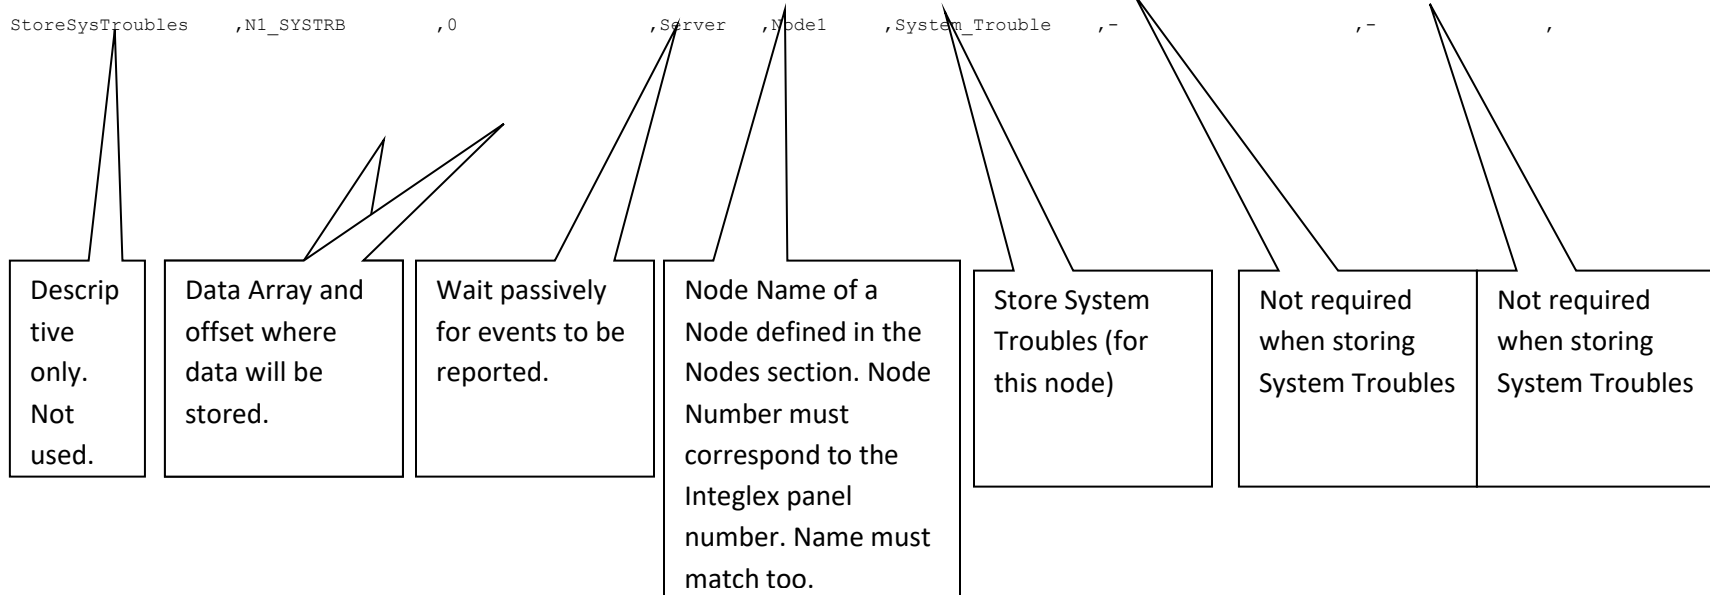 StoreSysTroubles ,N1_SYSTRB ,0 ,Server ,Node1 ,System_Trouble ,- ,- ,
Descrip
tive
only.
Not
used.
Data Array and
offset where
data will be
stored.
Wait passively
for events to be
reported.
Node Name of a
Node defined in the
Nodes section. Node
Number must
correspond to the
Integlex panel
number. Name must
match too.
Store System
Troubles (for
this node)
Not required
when storing
System Troubles
Not required
when storing
System Troubles